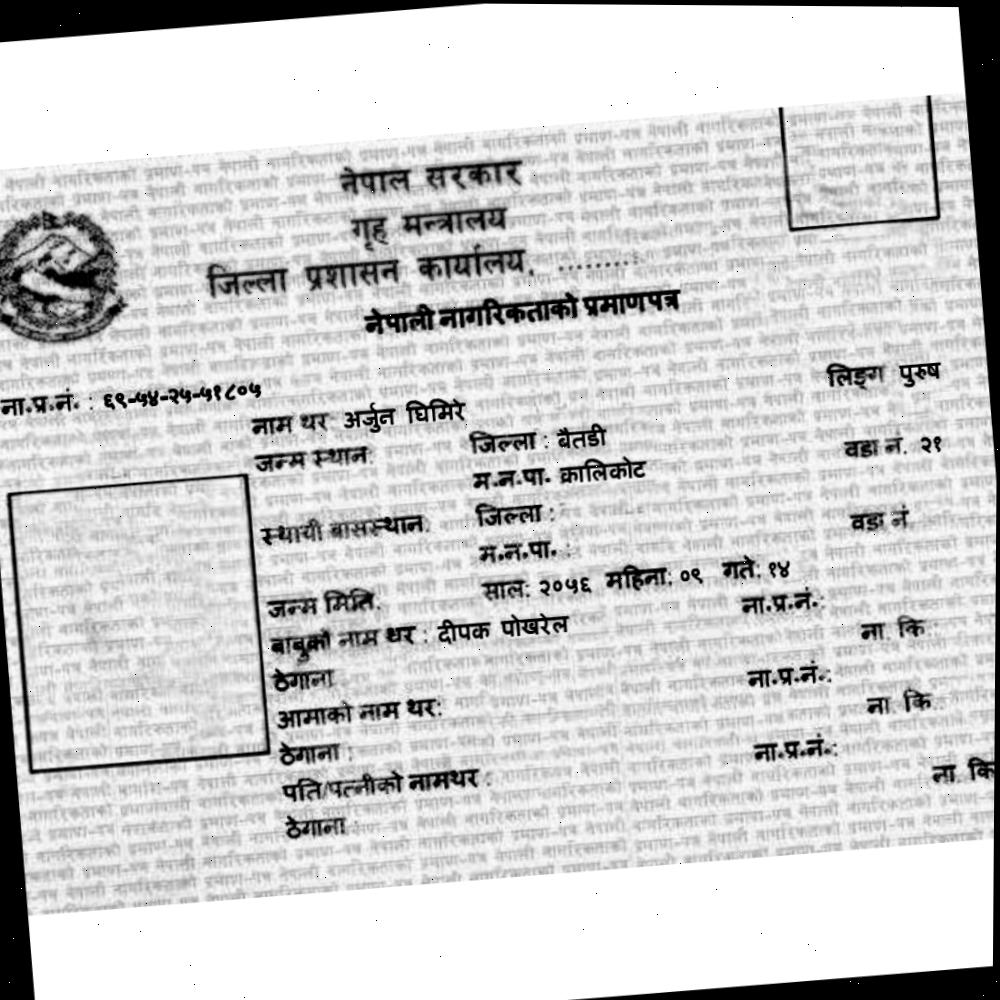 नेपाल सरकार
गृह मन्त्रालय
जिल्ला प्रशासन कार्यालय, .........
नेपाली नागरिकताको प्रमाणपत्र
ना.प्र.नं. : ६९-५४-२५-५१८०५ लिङ्ग पुरुष
नाम थर अर्जुन घिमिरे
जन्म स्थान: जिल्ला : बैतडी वडा नं. २१
म.न.पा. कालिकोट
स्थायी बासस्थान: जिल्ला : वडा नं
म.न.पा. :
जन्म मिति: साल: २०५६ महिना: ०९ गते: १४
बाबुको नाम थर : दीपक पोखरेल ना.प्र.नं.:
ठेगाना ना कि
आमाको नाम थर: ना.प्र.नं.:
ठेगाना : ना कि
पति/पत्नीको नामथर : ना.प्र.नं.:
ठेगाना ना कि